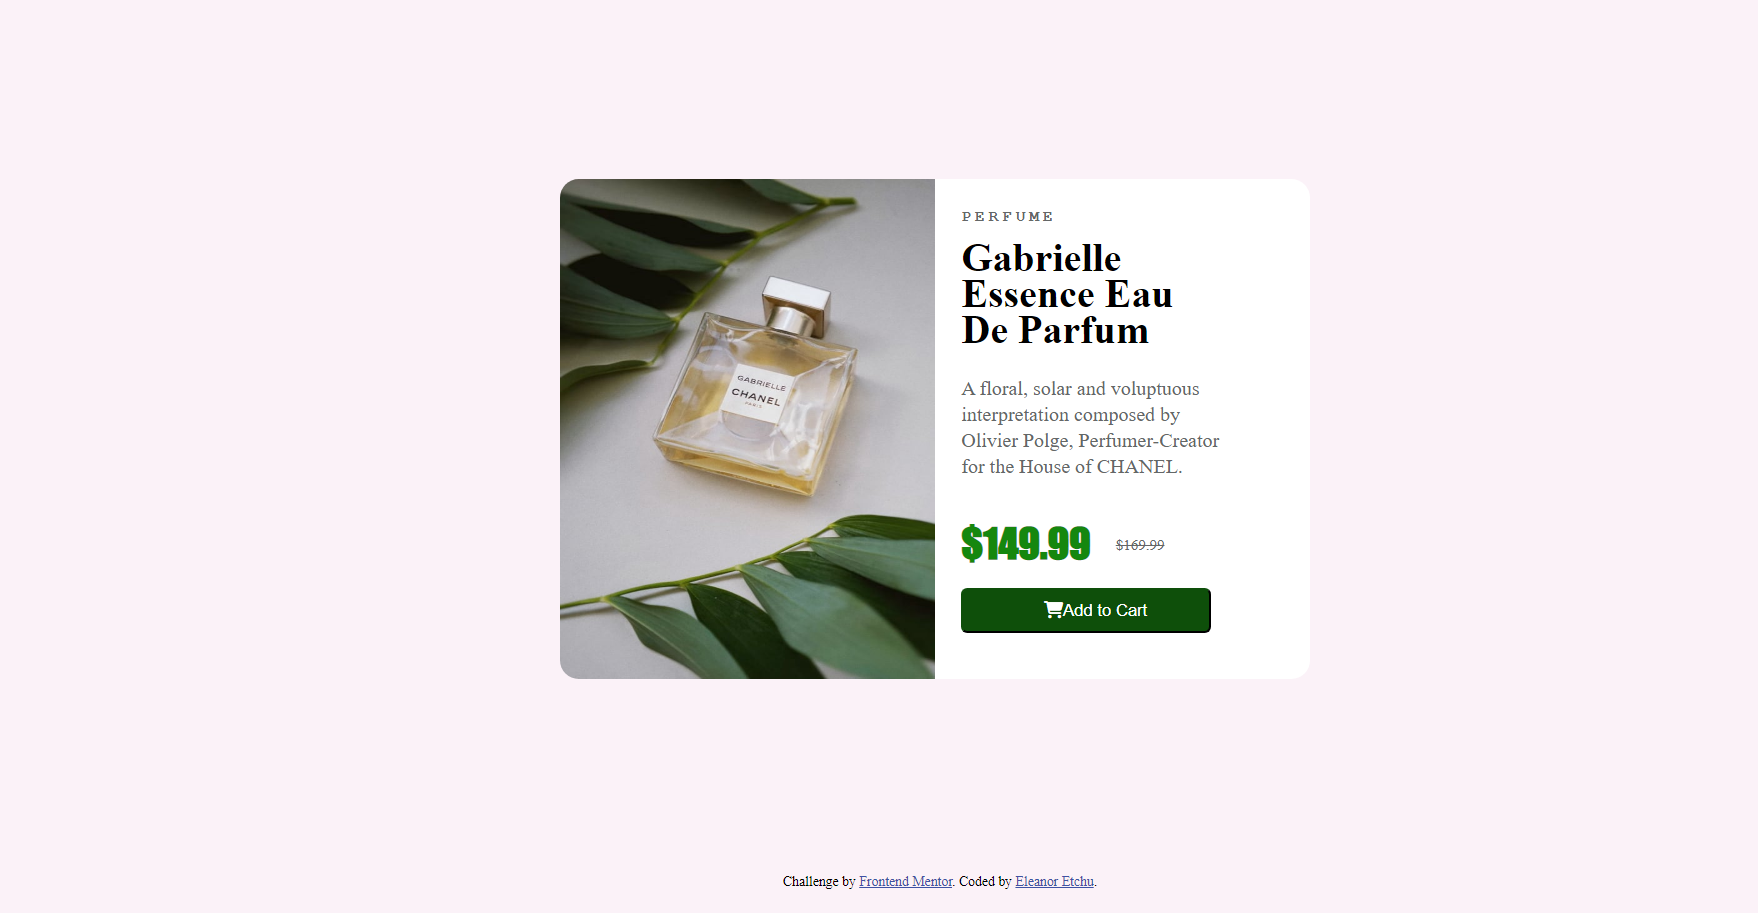 GABRIELLE
CHANEL
PARIS
PERFUME
Gabrielle
Essence Eau
De Parfum
A floral, solar and voluptuous
interpretation composed by
Olivier Polge, Perfumer-Creator
for the House of CHANEL.
$149.99 $169.99
Add to Cart
Challenge by Frontend Mentor. Coded by Eleanor Etchu.